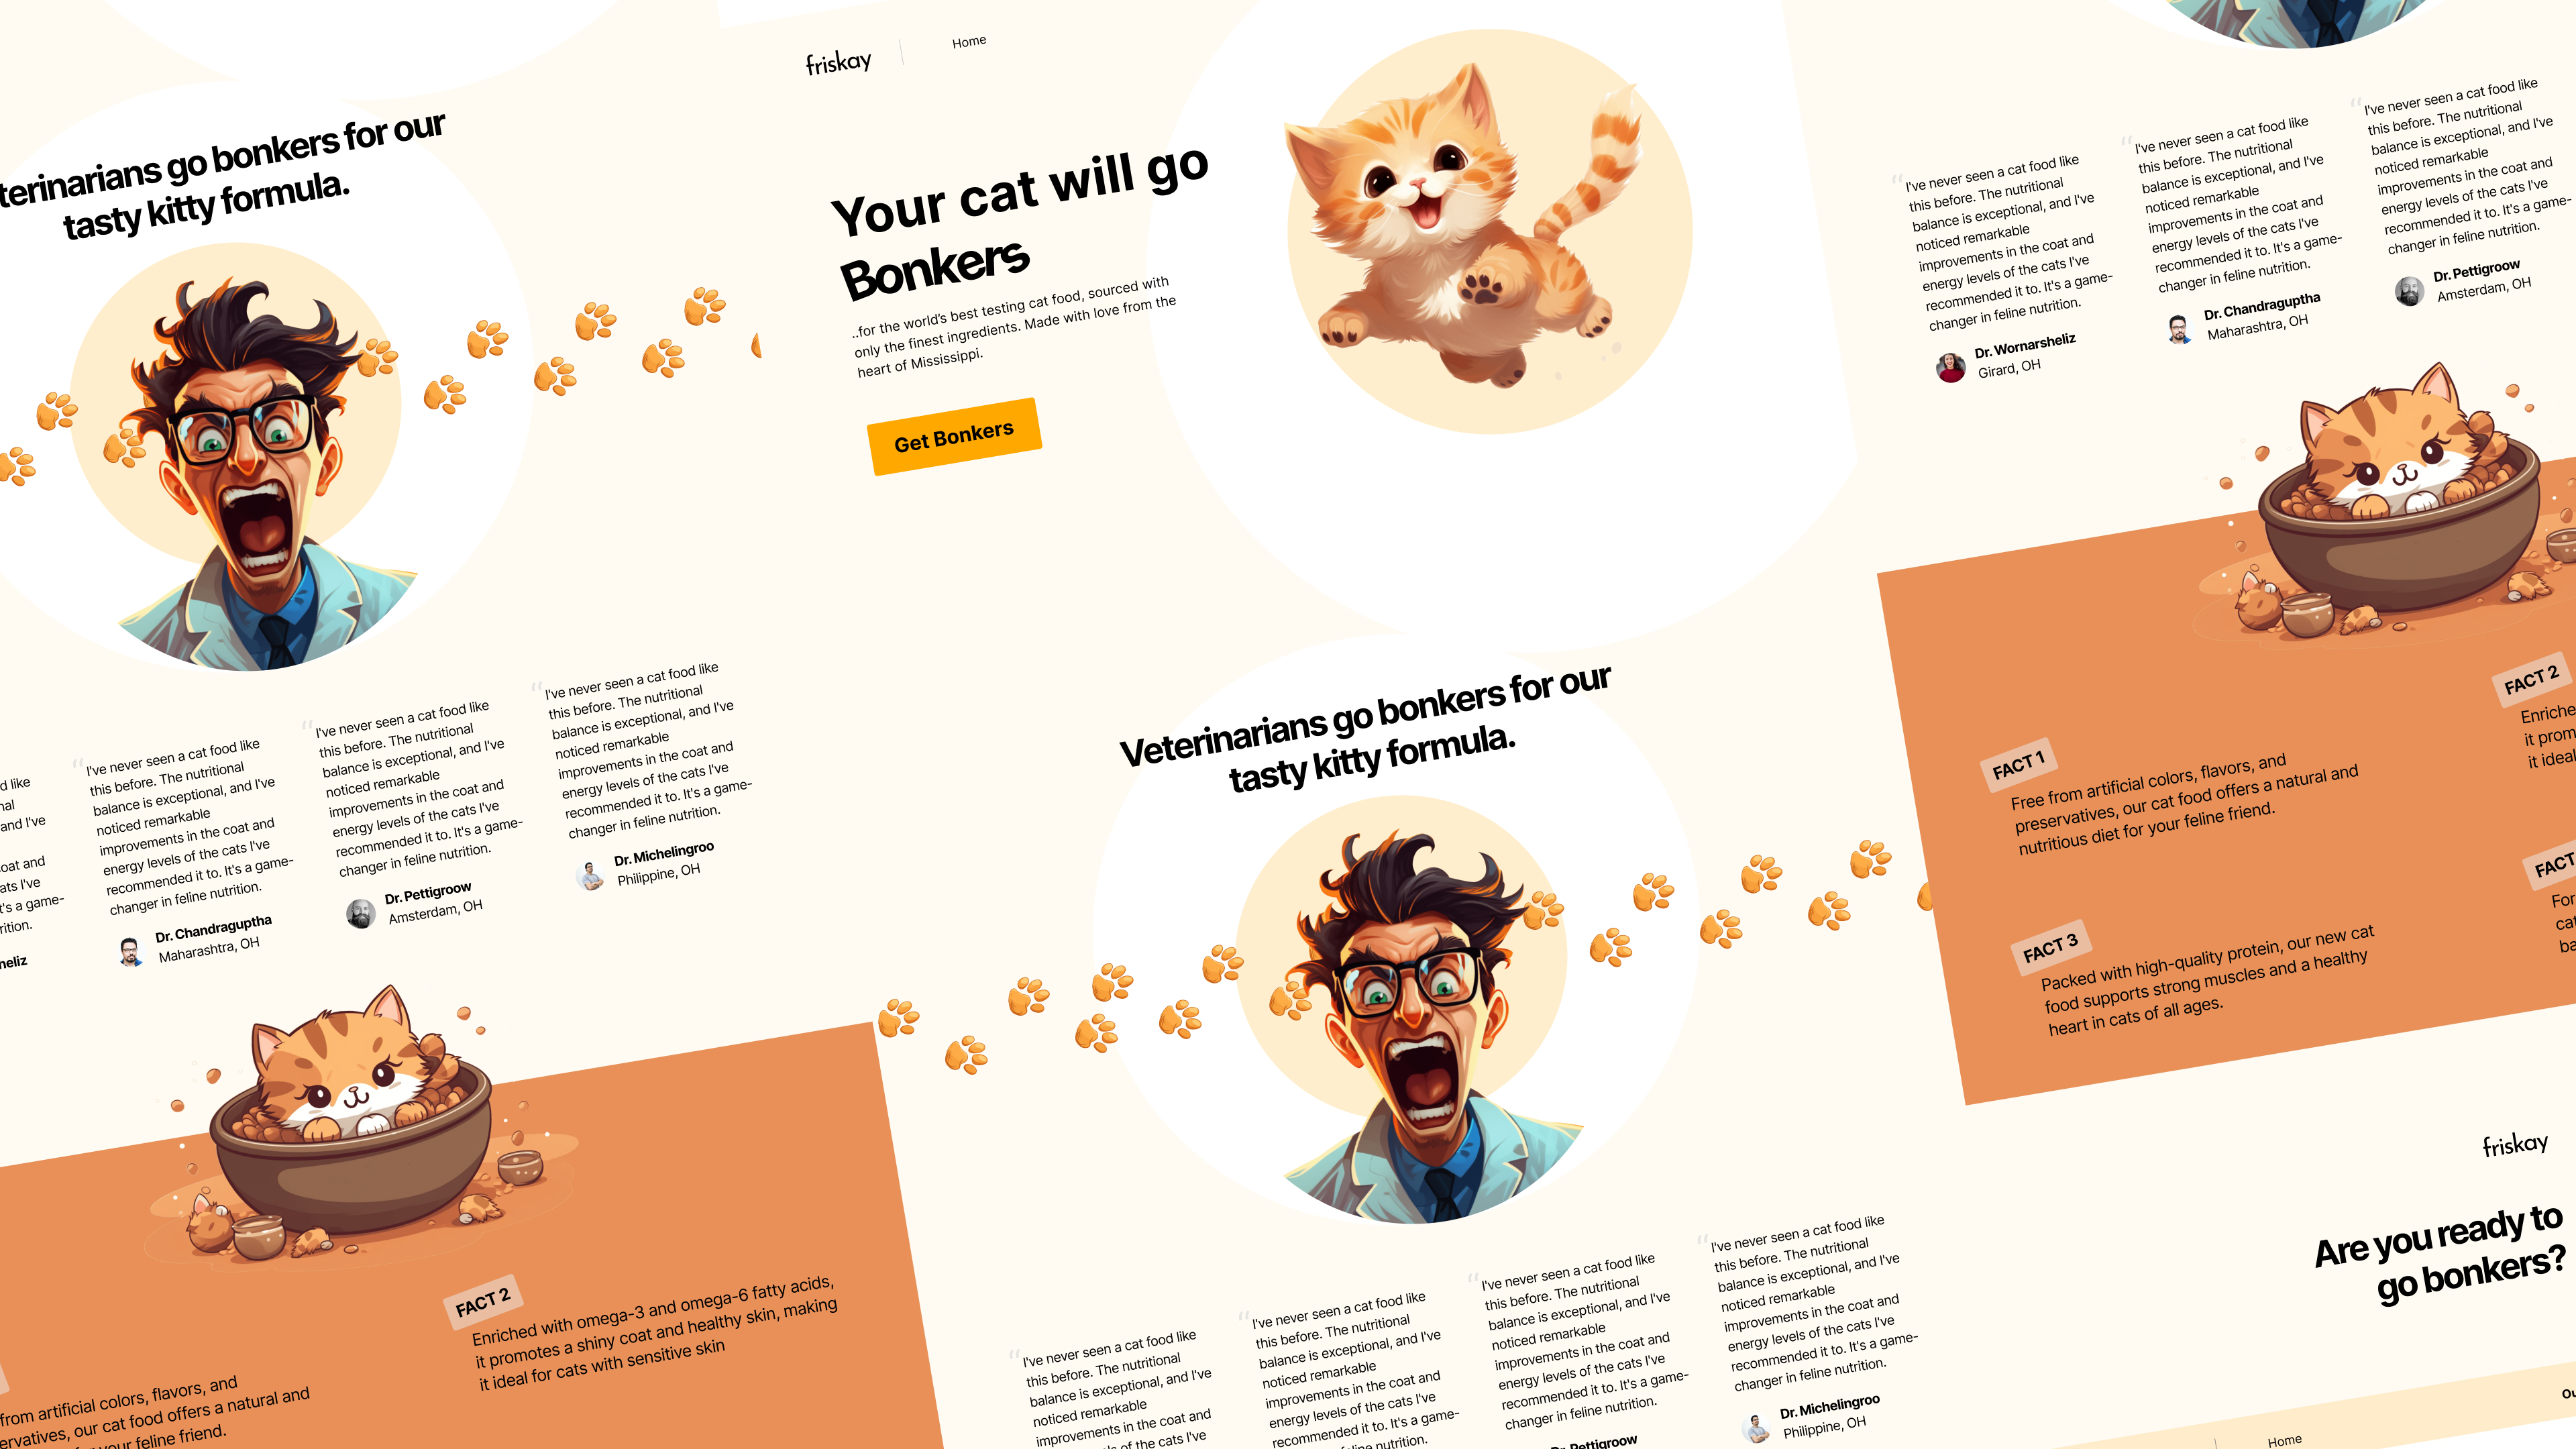 terinarians go bonkers for our
tasty kitty formula.
d like
nal
and I've
oat and
ats I've
t's a game-
rition.
heliz
“
I've never seen a cat food like
this before. The nutritional
balance is exceptional, and I've
noticed remarkable
improvements in the coat and
energy levels of the cats I've
recommended it to. It's a game-
changer in feline nutrition.
Dr. Chandraguptha
Maharashtra, OH
“
I've never seen a cat food like
this before. The nutritional
balance is exceptional, and I've
noticed remarkable
improvements in the coat and
energy levels of the cats I've
recommended it to. It's a game-
changer in feline nutrition.
Dr. Pettigroow
Amsterdam, OH
“
I've never seen a cat food like
this before. The nutritional
balance is exceptional, and I've
noticed remarkable
improvements in the coat and
energy levels of the cats I've
recommended it to. It's a game-
changer in feline nutrition.
Dr. Michelingroo
Philippine, OH
from artificial colors, flavors, and
ervatives, our cat food offers a natural and
your feline friend.
FACT 2
Enriched with omega-3 and omega-6 fatty acids,
it promotes a shiny coat and healthy skin, making
it ideal for cats with sensitive skin
friskay
Home
Your cat will go
Bonkers
..for the world's best testing cat food, sourced with
only the finest ingredients. Made with love from the
heart of Mississippi.
Get Bonkers
Veterinarians go bonkers for our
tasty kitty formula.
“
I've never seen a cat food like
this before. The nutritional
balance is exceptional, and I've
noticed remarkable
improvements in the coat and
of the cats I've
“
I've never seen a cat food like
this before. The nutritional
balance is exceptional, and I've
noticed remarkable
improvements in the coat and
energy levels of the cats I've
recommended it to. It's a game-
feline nutrition.
“
I've never seen a cat food like
this before. The nutritional
balance is exceptional, and I've
noticed remarkable
improvements in the coat and
energy levels of the cats I've
recommended it to. It's a game-
changer in feline nutrition.
Dr. Pettigroow
“
I've never seen a cat food like
this before. The nutritional
balance is exceptional, and I've
noticed remarkable
improvements in the coat and
energy levels of the cats I've
recommended it to. It's a game-
changer in feline nutrition.
Dr. Michelingroo
Philippine, OH
“
I've never seen a cat food like
this before. The nutritional
balance is exceptional, and I've
noticed remarkable
improvements in the coat and
energy levels of the cats I've
recommended it to. It's a game-
changer in feline nutrition.
Dr. Wornarsheliz
Girard, OH
“
I've never seen a cat food like
this before. The nutritional
balance is exceptional, and I've
noticed remarkable
improvements in the coat and
energy levels of the cats I've
recommended it to. It's a game-
changer in feline nutrition.
Dr. Chandraguptha
Maharashtra, OH
“
I've never seen a cat food like
this before. The nutritional
balance is exceptional, and I've
noticed remarkable
improvements in the coat and
energy levels of the cats I've
recommended it to. It's a game-
changer in feline nutrition.
Dr. Pettigroow
Amsterdam, OH
FACT 1
Free from artificial colors, flavors, and
preservatives, our cat food offers a natural and
nutritious diet for your feline friend.
FACT 2
Enriche
it prom
it ideal
FACT 3
Packed with high-quality protein, our new cat
food supports strong muscles and a healthy
heart in cats of all ages.
FACT
For
cat
ba
friskay
Are you ready to
go bonkers?
Ou
Home